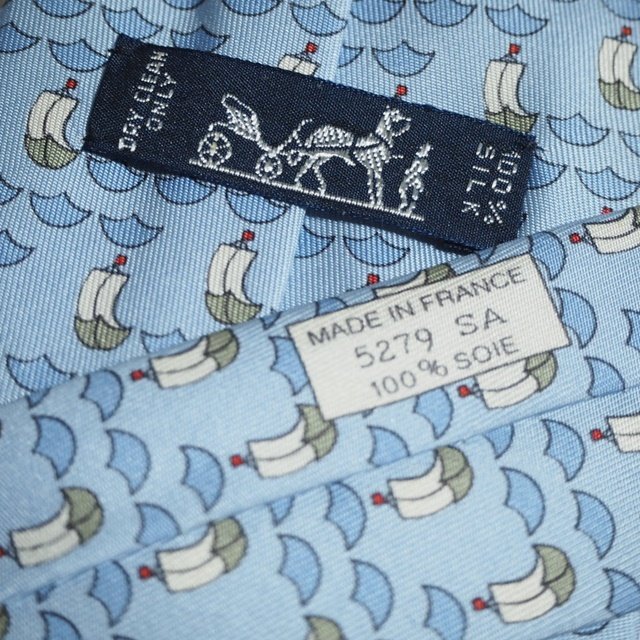 DRY CLEAN
ONLY
100%
SILK
MADE IN FRANCE
5279 SA
100% SOIE